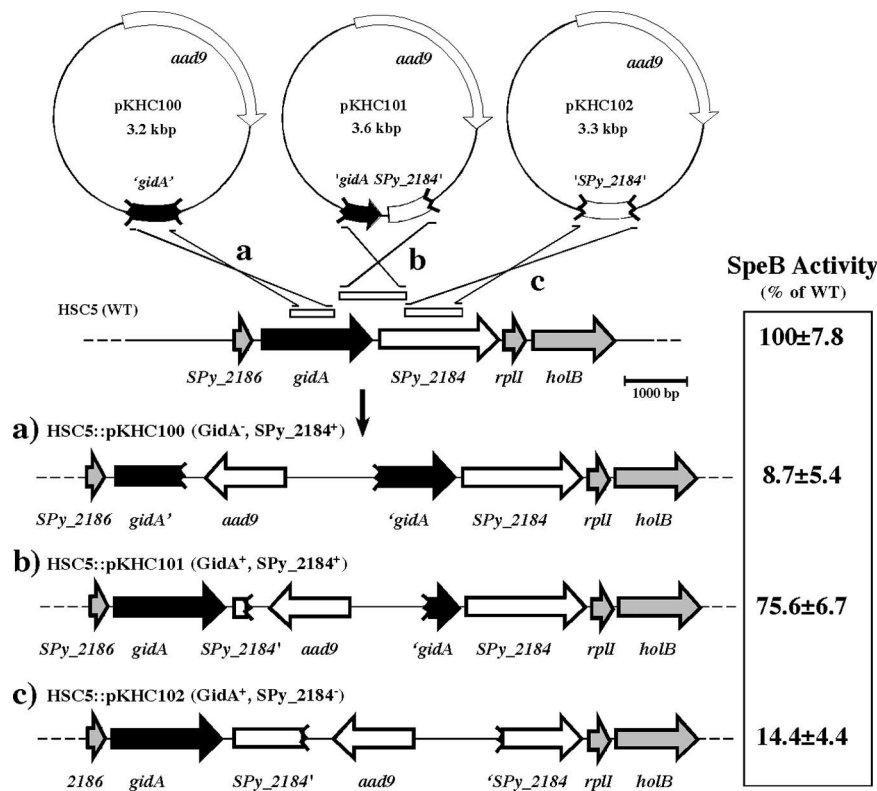 aad9 aad9 aad9
pKHC100 pKHC101 pKHC102
3.2 kbp 3.6 kbp 3.3 kbp
‘gidA’ 'gidA SPy_2184' 'SPy_2184'
a b c
SpeB Activity
(% of WT)
HSC5 (WT) 100±7.8
SPy_2186 gidA SPy_2184 rplI holB
1000 bp
a) HSC5::pKHC100 (GidA-, SPy_2184+)
8.7±5.4
SPy_2186 gidA’ aad9 ‘gidA SPy_2184 rplI holB
b) HSC5::pKHC101 (GidA+, SPy_2184+)
75.6±6.7
SPy_2186 gidA SPy_2184' aad9 ‘gidA SPy_2184 rplI holB
c) HSC5::pKHC102 (GidA+, SPy_2184-)
14.4±4.4
2186 gidA SPy_2184' aad9 ‘SPy_2184 rplI holB